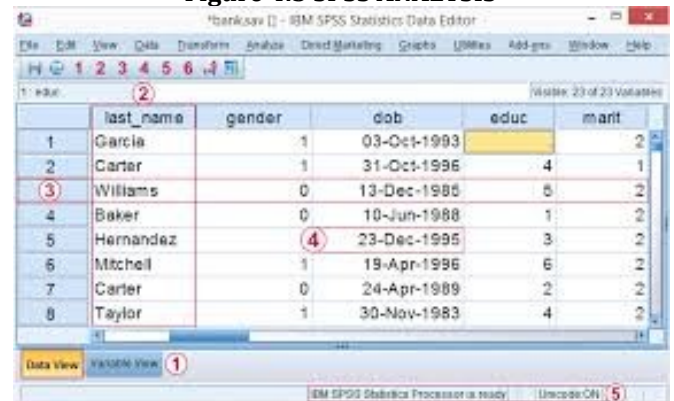 Figure 4.3 SPSS ANALYSIS
*bank.sav [] - IBM SPSS Statistics Data Editor
File Edit View Data Transform Analyze Direct Marketing Graphs Utilities Add-ons Window Help
1 2 3 4 5 6
1 : educ 2 Visible: 23 of 23 Variables
last_name gender dob educ marit
1 Garcia 1 03-Oct-1993 2
2 Carter 1 31-Oct-1996 4 1
3 Williams 0 13-Dec-1985 5 2
4 Baker 0 10-Jun-1988 1 2
5 Hernandez 4 23-Dec-1995 3 2
6 Mitchell 1 19-Apr-1996 6 2
7 Carter 0 24-Apr-1989 2 2
8 Taylor 1 30-Nov-1983 4 2
Data View Variable View 1
IBM SPSS Statistics Processor is ready Unicode:ON 5